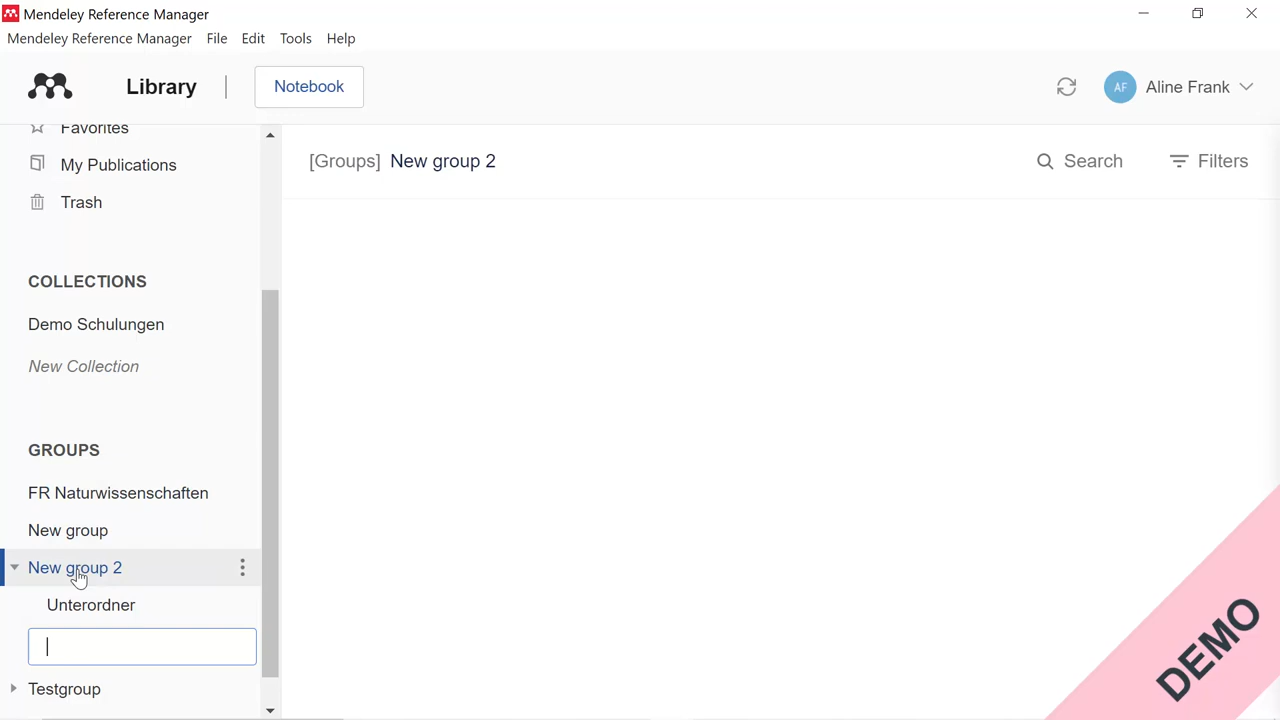 Mendeley Reference Manager
Mendeley Reference Manager File Edit Tools Help
Library | Notebook
AF Aline Frank
Favorites
My Publications
Trash
COLLECTIONS
Demo Schulungen
New Collection
GROUPS
FR Naturwissenschaften
New group
New group 2
Unterordner
Testgroup
[Groups] New group 2
Search
Filters
DEMO